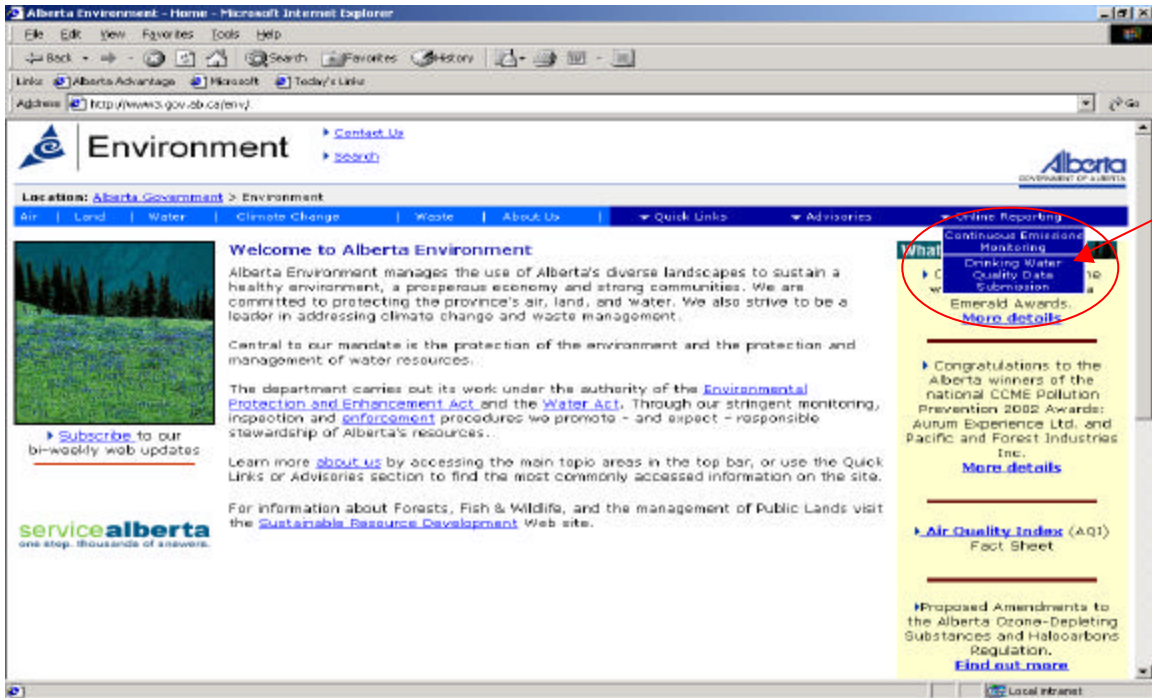 Alberta Environment - Home - Microsoft Internet Explorer
File Edit View Favorites Tools Help
Back Search Favorites History
Links Alberta Advantage Microsoft Today's Links
Address http://www3.gov.ab.ca/env/ Go
Environment
Contact Us
Search
Alberta
GOVERNMENT OF ALBERTA
Location: Alberta Government > Environment
Air | Land | Water | Climate Change | Waste | About Us | Quick Links Advisories Online Reporting
Continuous Emissions
Monitoring
Drinking Water
Quality Data
Submission
Welcome to Alberta Environment
Alberta Environment manages the use of Alberta's diverse landscapes to sustain a
healthy environment, a prosperous economy and strong communities. We are
committed to protecting the province's air, land, and water. We also strive to be a
leader in addressing climate change and waste management.
Central to our mandate is the protection of the environment and the protection and
management of water resources.
The department carries out its work under the authority of the Environmental
Protection and Enhancement Act and the Water Act. Through our stringent monitoring,
inspection and enforcement procedures we promote - and expect - responsible
stewardship of Alberta's resources.
Learn more about us by accessing the main topic areas in the top bar, or use the Quick
Links or Advisories section to find the most commonly accessed information on the site.
For information about Forests, Fish & Wildlife, and the management of Public Lands visit
the Sustainable Resource Development Web site.
Subscribe to our
bi-weekly web updates
servicealberta
one stop. thousands of answers.
What
Emerald Awards.
More details
Congratulations to the
Alberta winners of the
national CCME Pollution
Prevention 2002 Awards:
Aurum Experience Ltd. and
Pacific and Forest Industries
Inc.
More details
Air Quality Index (AQI)
Fact Sheet
Proposed Amendments to
the Alberta Ozone-Depleting
Substances and Halocarbons
Regulation.
Find out more
Local intranet